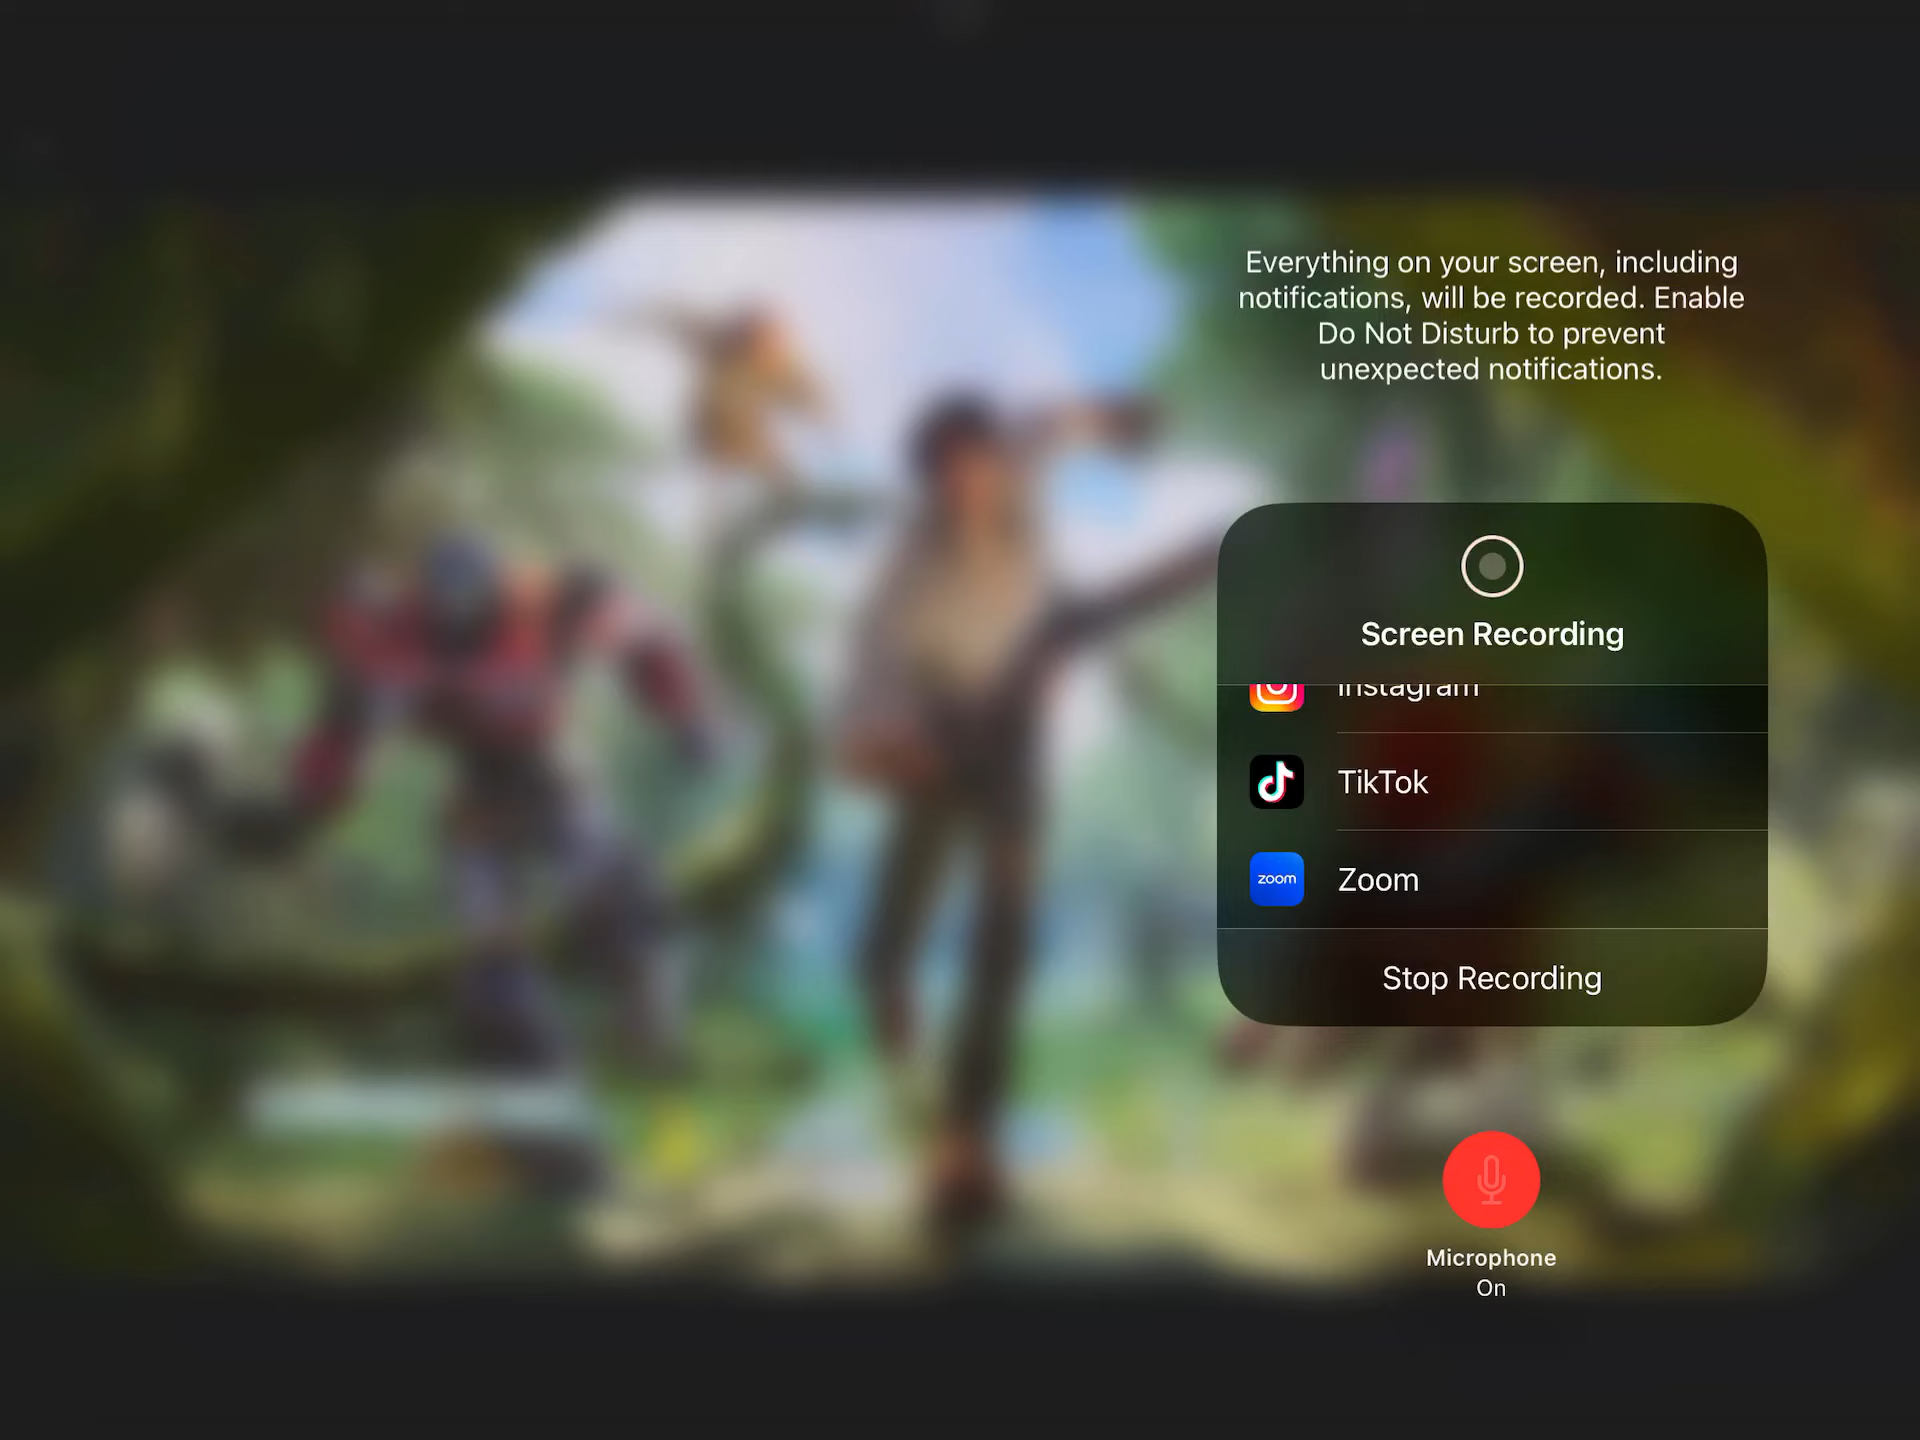 Everything on your screen, including
notifications, will be recorded. Enable
Do Not Disturb to prevent
unexpected notifications.
Screen Recording
Instagram
TikTok
zoom
Zoom
Stop Recording
Microphone
On